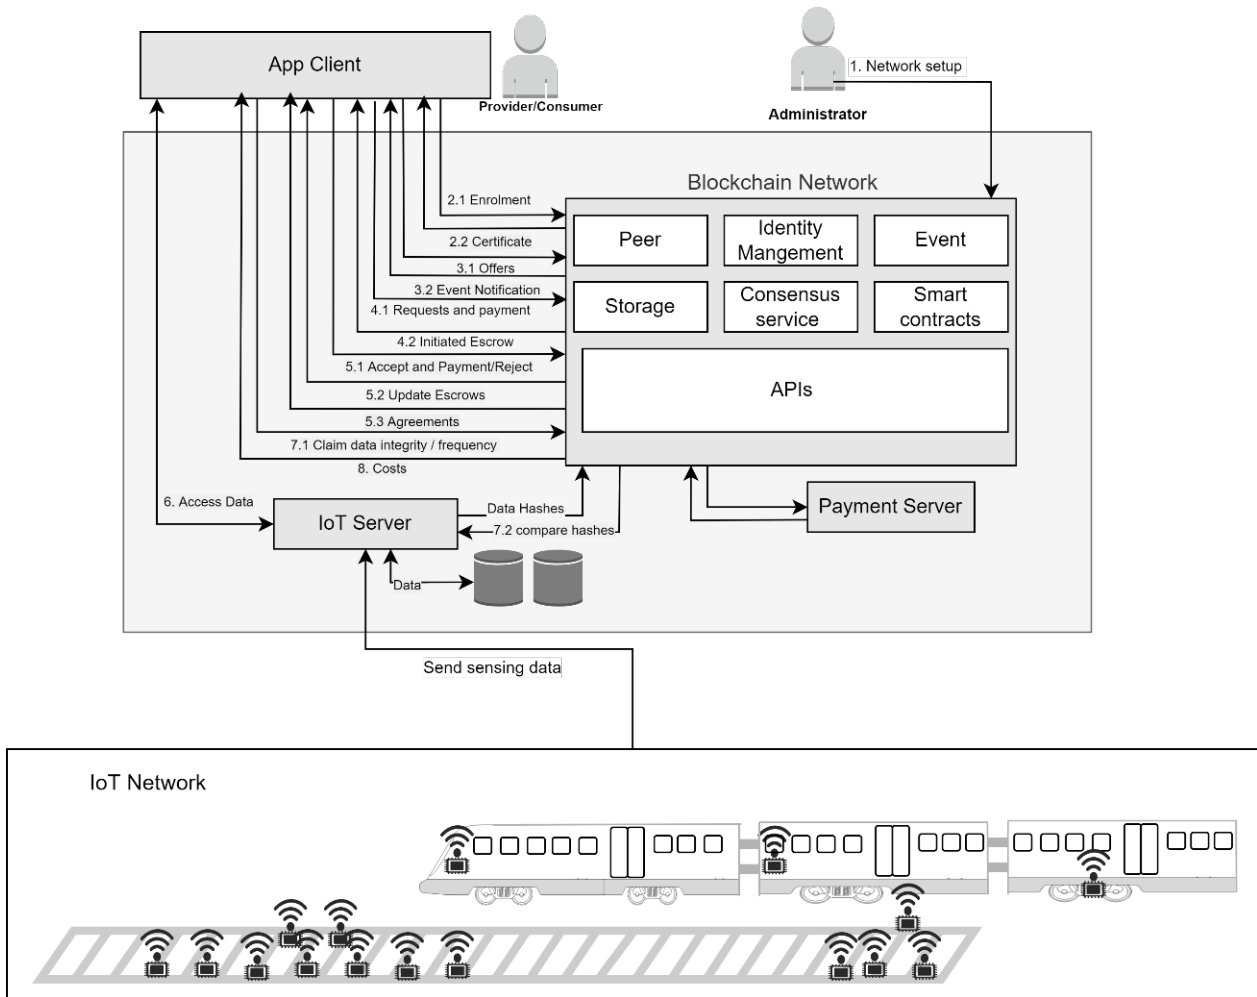 App Client
Provider/Consumer
1. Network setup
Administrator
Blockchain Network
2.1 Enrolment
2.2 Certificate
3.1 Offers
3.2 Event Notification
4.1 Requests and payment
4.2 Initiated Escrow
5.1 Accept and Payment/Reject
5.2 Update Escrows
5.3 Agreements
7.1 Claim data integrity / frequency
8. Costs
Peer
Identity
Mangement
Event
Storage
Consensus
service
Smart
contracts
APIs
6. Access Data
IoT Server
Data Hashes
7.2 compare hashes
Payment Server
Data
Send sensing data
IoT Network